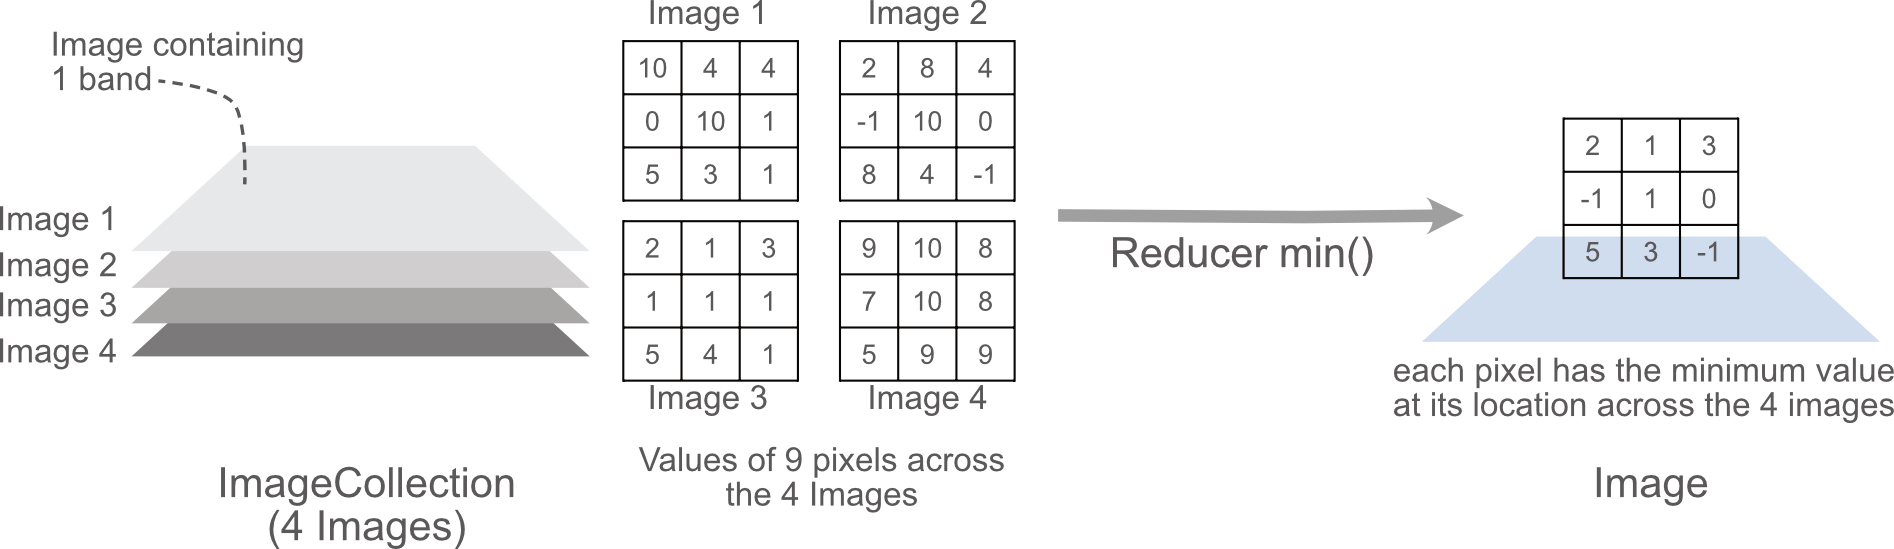 Image containing
1 band
Image 1
Image 2
Image 3
Image 4
ImageCollection
(4 Images)
Image 1
10 4 4
0 10 1
5 3 1
Image 2
2 8 4
-1 10 0
8 4 -1
2 1 3
1 1 1
5 4 1
Image 3
9 10 8
7 10 8
5 9 9
Image 4
Values of 9 pixels across
the 4 Images
Reducer min()
2 1 3
-1 1 0
5 3 -1
each pixel has the minimum value
at its location across the 4 images
Image